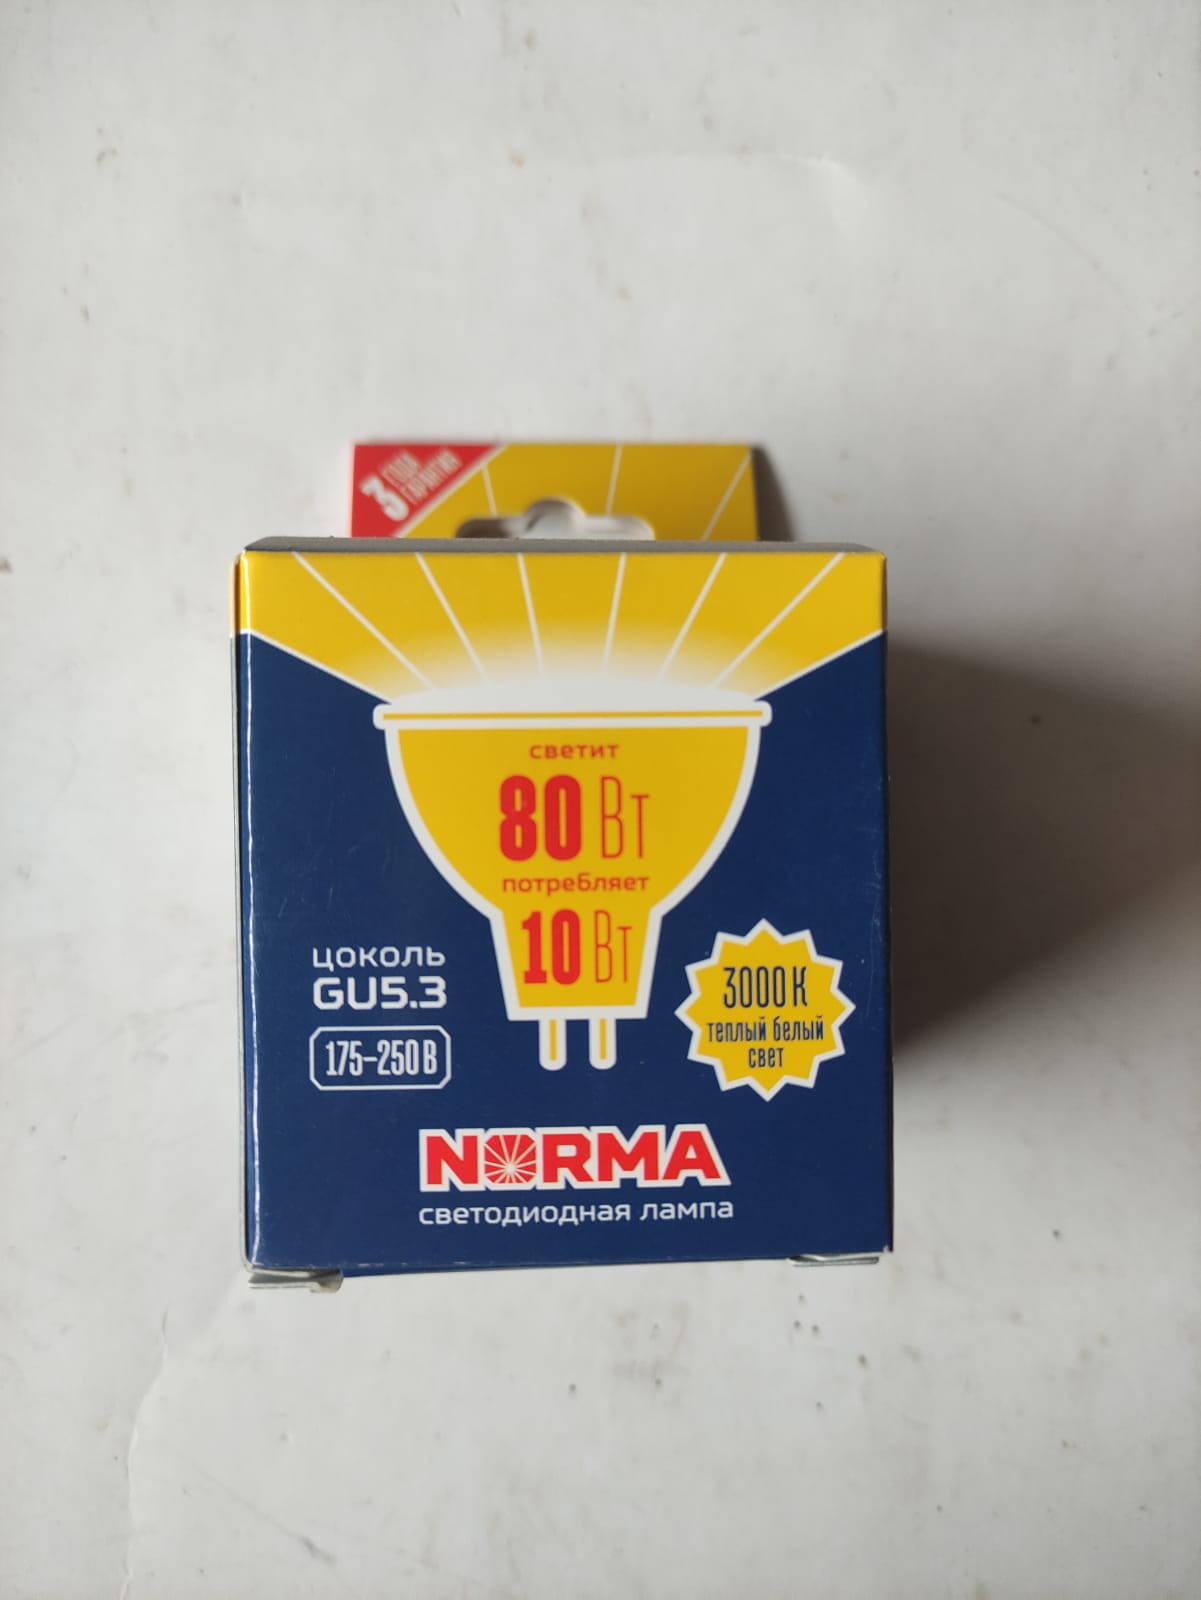 3 ГОДА
ГАРАНТИЯ
светит
80 Вт
потребляет
10 Вт
цоколь
GU5.3
175–250 В
3000 К
теплый белый
свет
NORMA
светодиодная лампа